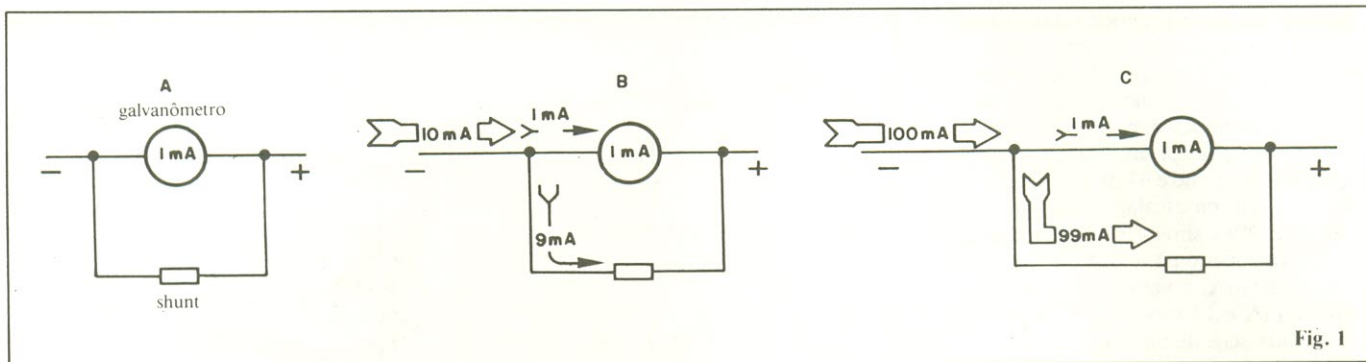 A
galvanômetro
1mA
−
+
shunt
B
10mA
1mA
1mA
−
+
9mA
C
100mA
1mA
1mA
−
+
99mA
Fig. 1